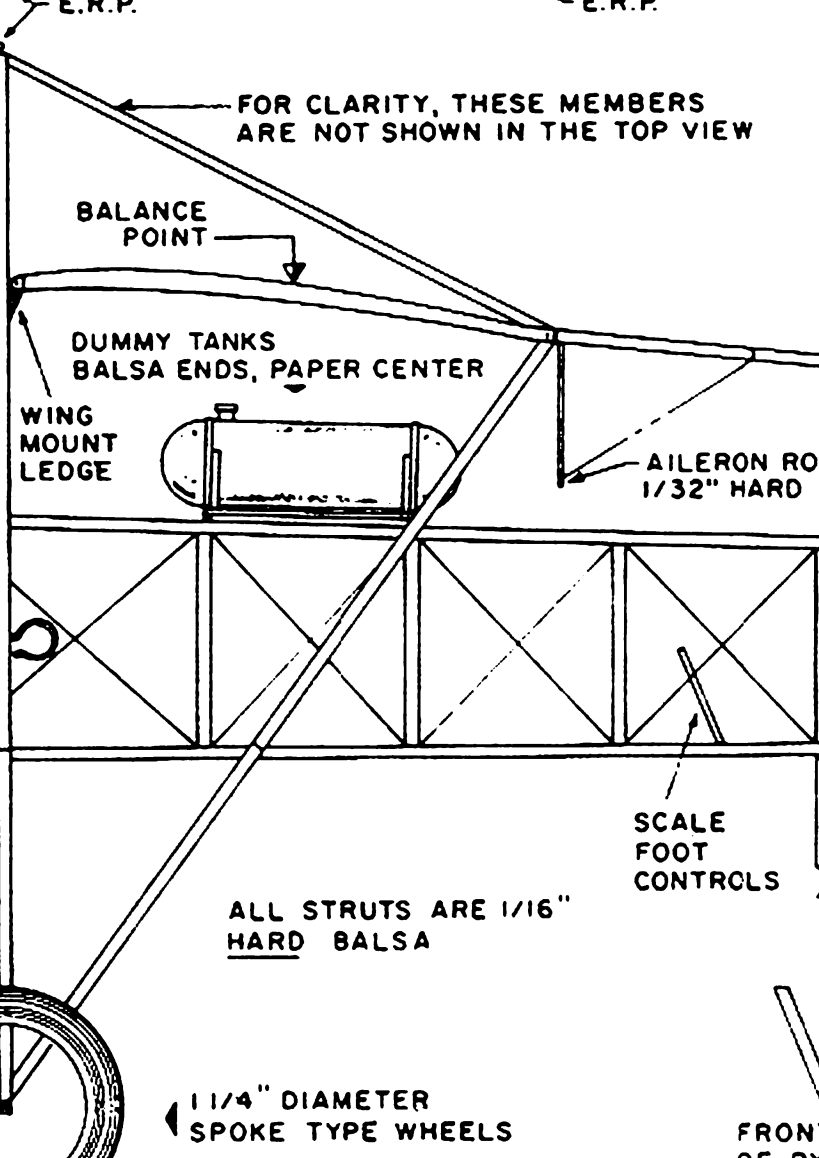 E.R.P.
E.R.P.
FOR CLARITY, THESE MEMBERS
ARE NOT SHOWN IN THE TOP VIEW
BALANCE
POINT
DUMMY TANKS
BALSA ENDS, PAPER CENTER
WING
MOUNT
LEDGE
AILERON RO
1/32" HARD
SCALE
FOOT
CONTROLS
ALL STRUTS ARE 1/16"
HARD BALSA
1 1/4" DIAMETER
SPOKE TYPE WHEELS
FRON